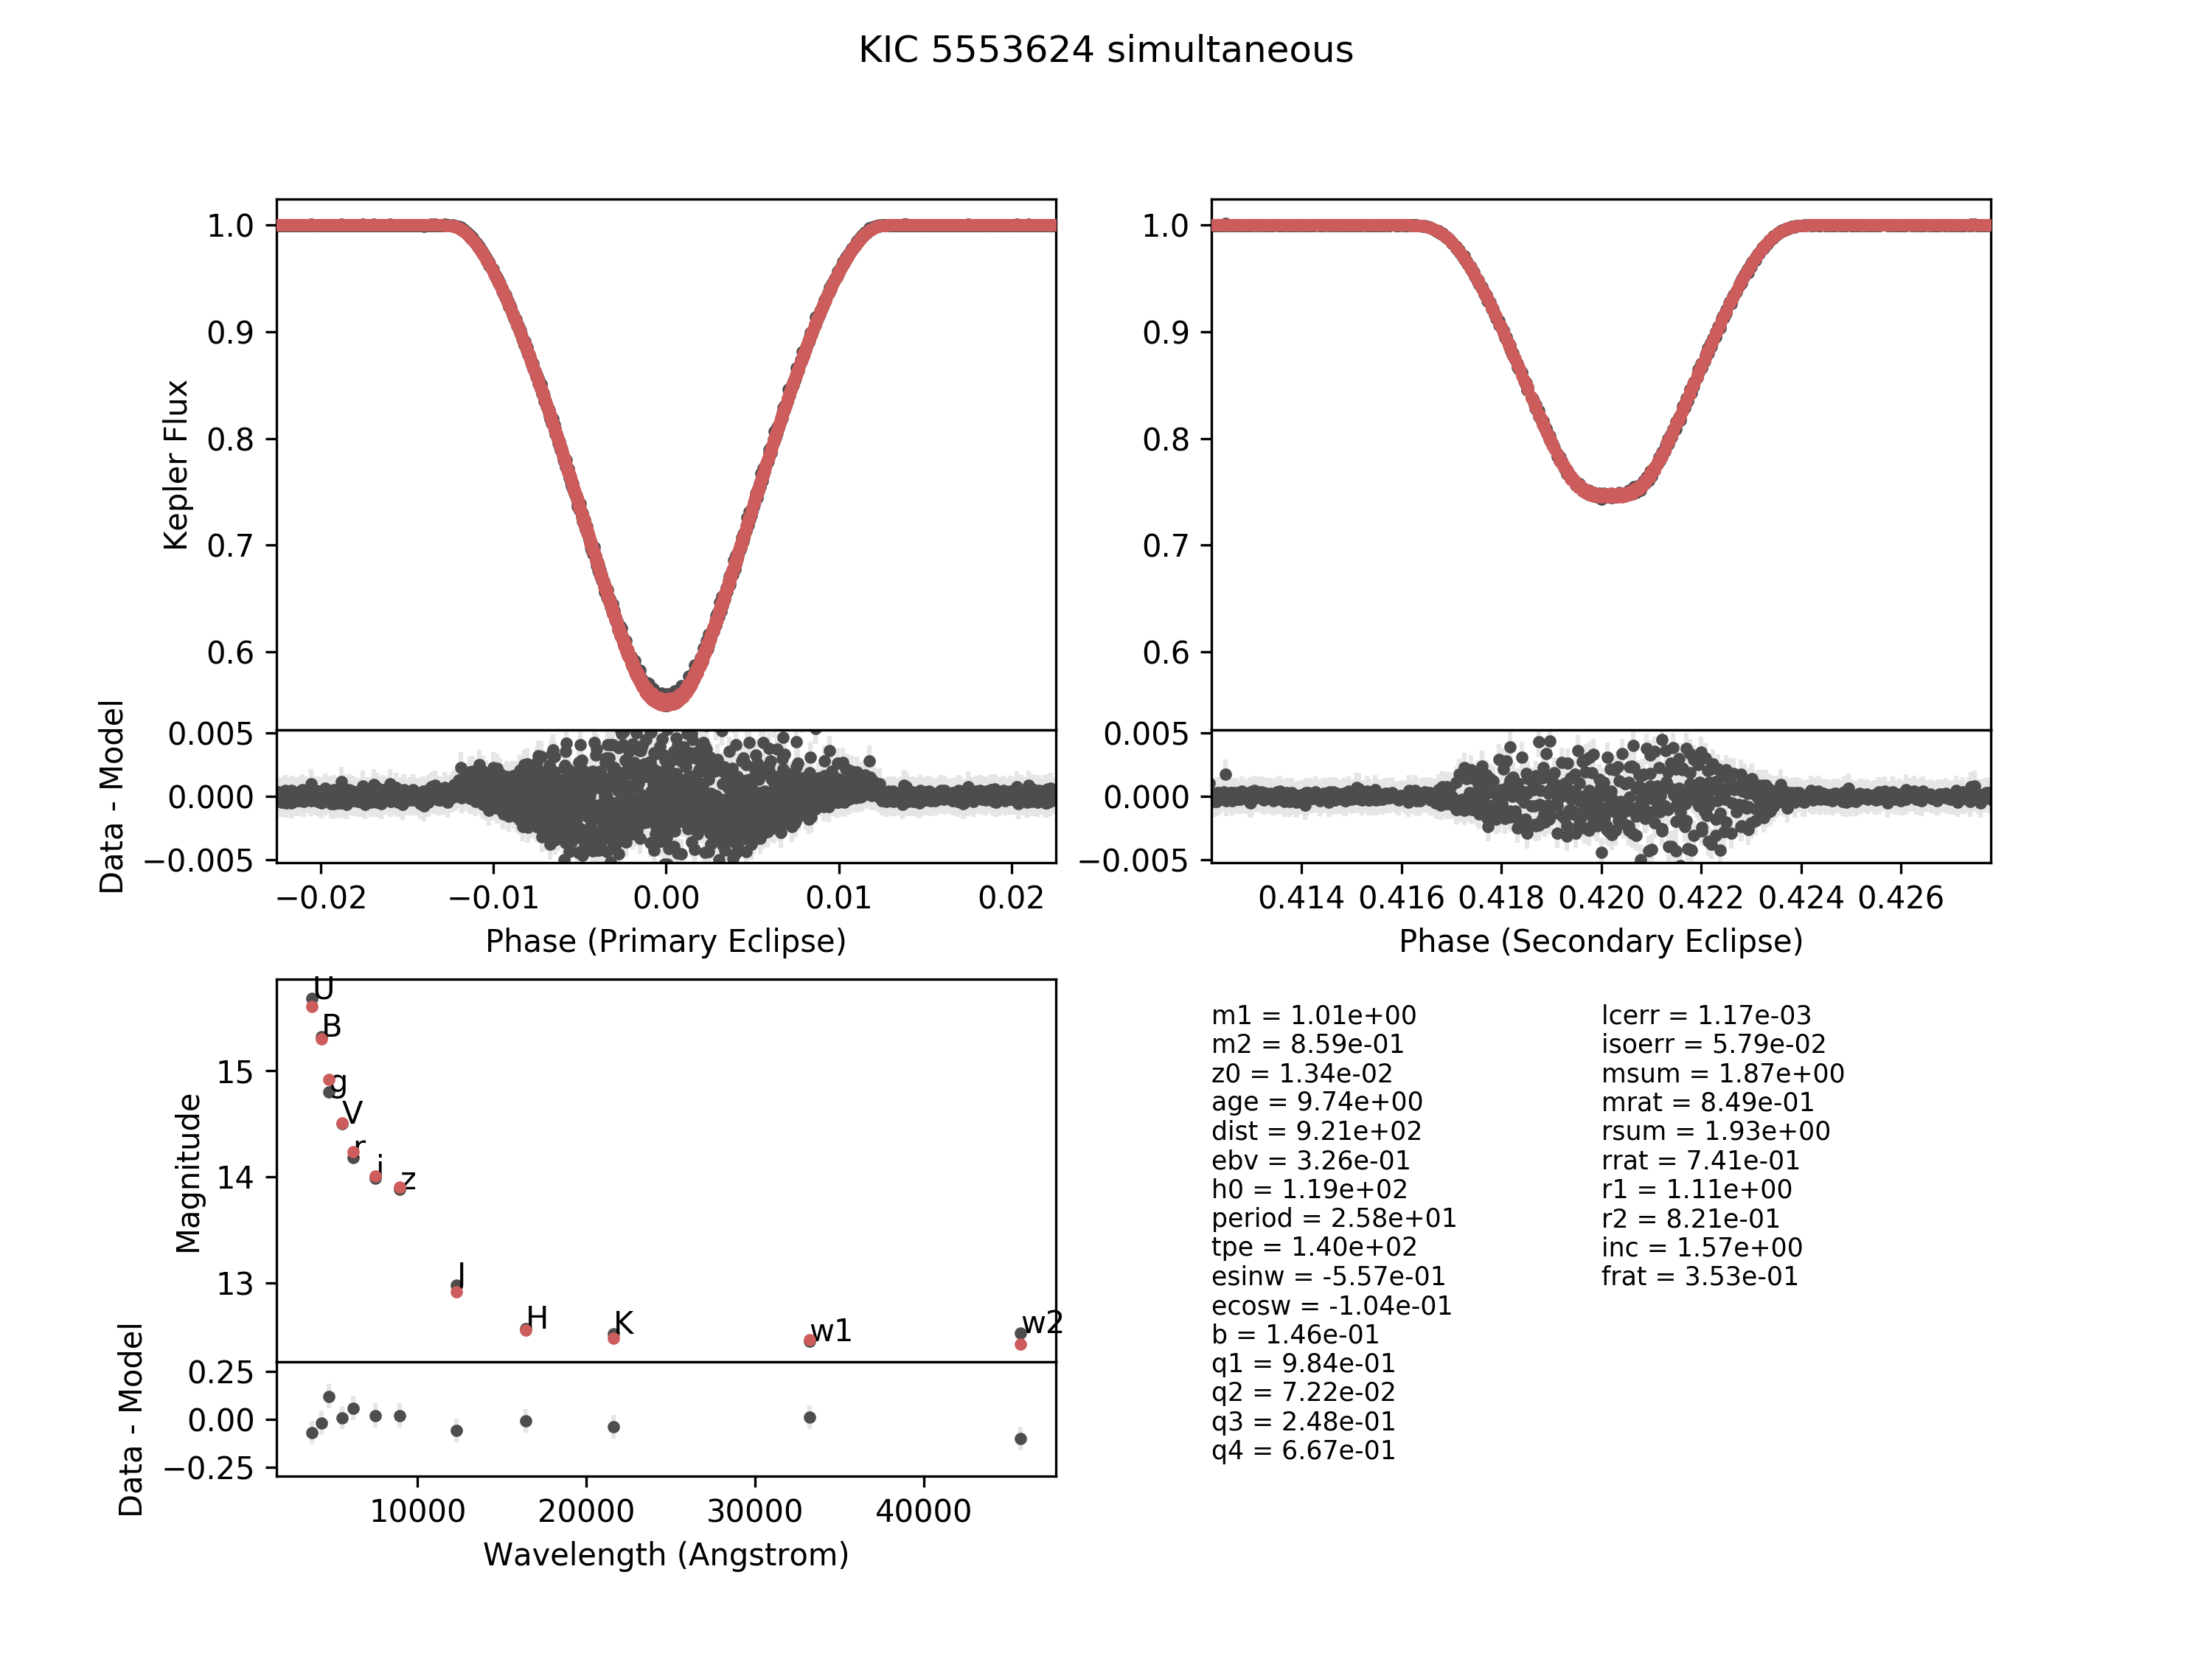 KIC 5553624 simultaneous
1.0
0.9
0.8
0.7
0.6
Kepler Flux
0.005
0.000
−0.005
Data - Model
−0.02 −0.01 0.00 0.01 0.02
Phase (Primary Eclipse)
1.0
0.9
0.8
0.7
0.6
0.005
0.000
−0.005
0.414 0.416 0.418 0.420 0.422 0.424 0.426
Phase (Secondary Eclipse)
U
B
g
V
r
i
z
J
H
K
w1
w2
15
14
13
Magnitude
0.25
0.00
−0.25
Data - Model
10000 20000 30000 40000
Wavelength (Angstrom)
m1 = 1.01e+00
m2 = 8.59e-01
z0 = 1.34e-02
age = 9.74e+00
dist = 9.21e+02
ebv = 3.26e-01
h0 = 1.19e+02
period = 2.58e+01
tpe = 1.40e+02
esinw = -5.57e-01
ecosw = -1.04e-01
b = 1.46e-01
q1 = 9.84e-01
q2 = 7.22e-02
q3 = 2.48e-01
q4 = 6.67e-01
lcerr = 1.17e-03
isoerr = 5.79e-02
msum = 1.87e+00
mrat = 8.49e-01
rsum = 1.93e+00
rrat = 7.41e-01
r1 = 1.11e+00
r2 = 8.21e-01
inc = 1.57e+00
frat = 3.53e-01